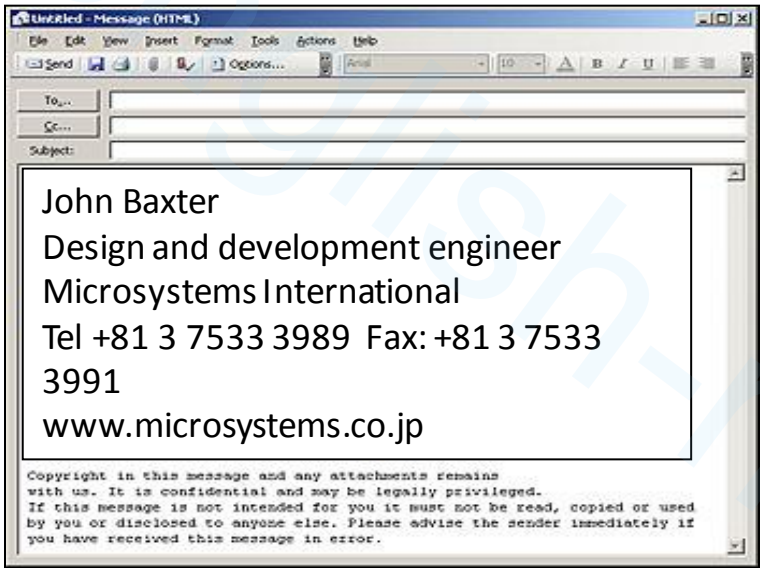 Untitled - Message (HTML)
File Edit View Insert Format Tools Actions Help
Send Options... Arial 10 A B I U
To...
Cc...
Subject:
John Baxter
Design and development engineer
Microsystems International
Tel +81 3 7533 3989 Fax: +81 3 7533
3991
www.microsystems.co.jp
Copyright in this message and any attachments remains
with us. It is confidential and may be legally privileged.
If this message is not intended for you it must not be read, copied or used
by you or disclosed to anyone else. Please advise the sender immediately if
you have received this message in error.